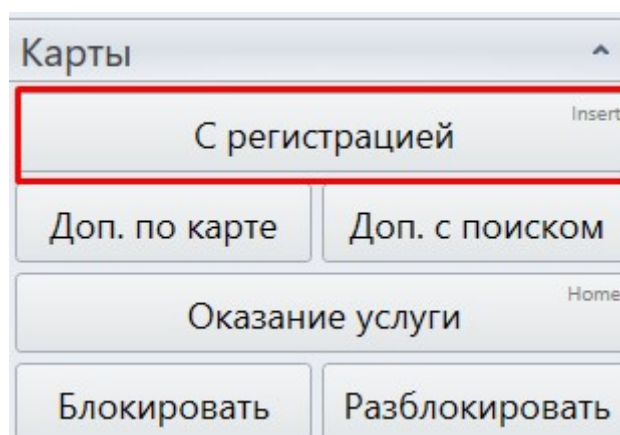 Карты
С регистрацией
Insert
Доп. по карте
Доп. с поиском
Оказание услуги
Home
Блокировать
Разблокировать